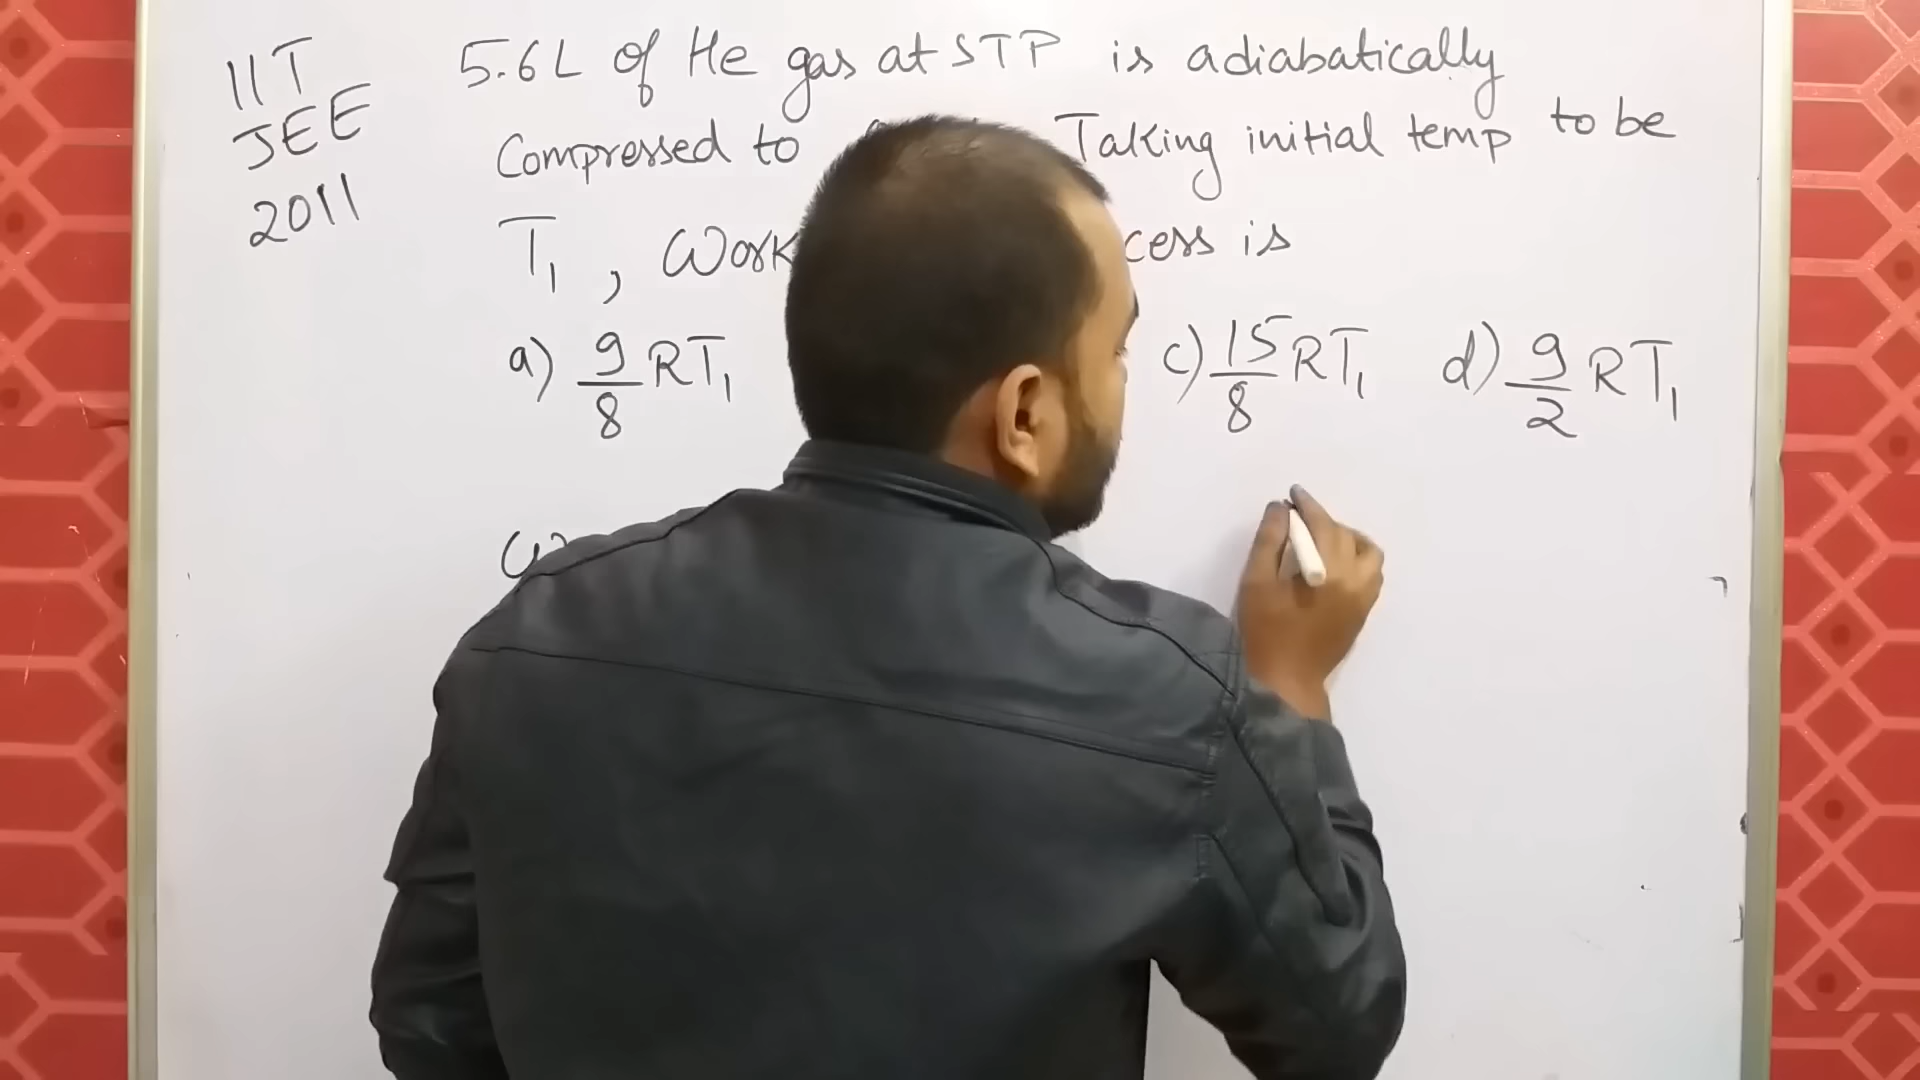 IIT
JEE
2011
5.6L of He gas at STP is adiabatically
Compressed to Taking initial temp to be
T₁, Work is
a) 9/8 RT₁ c) 15/8 RT₁ d) 9/2 RT₁